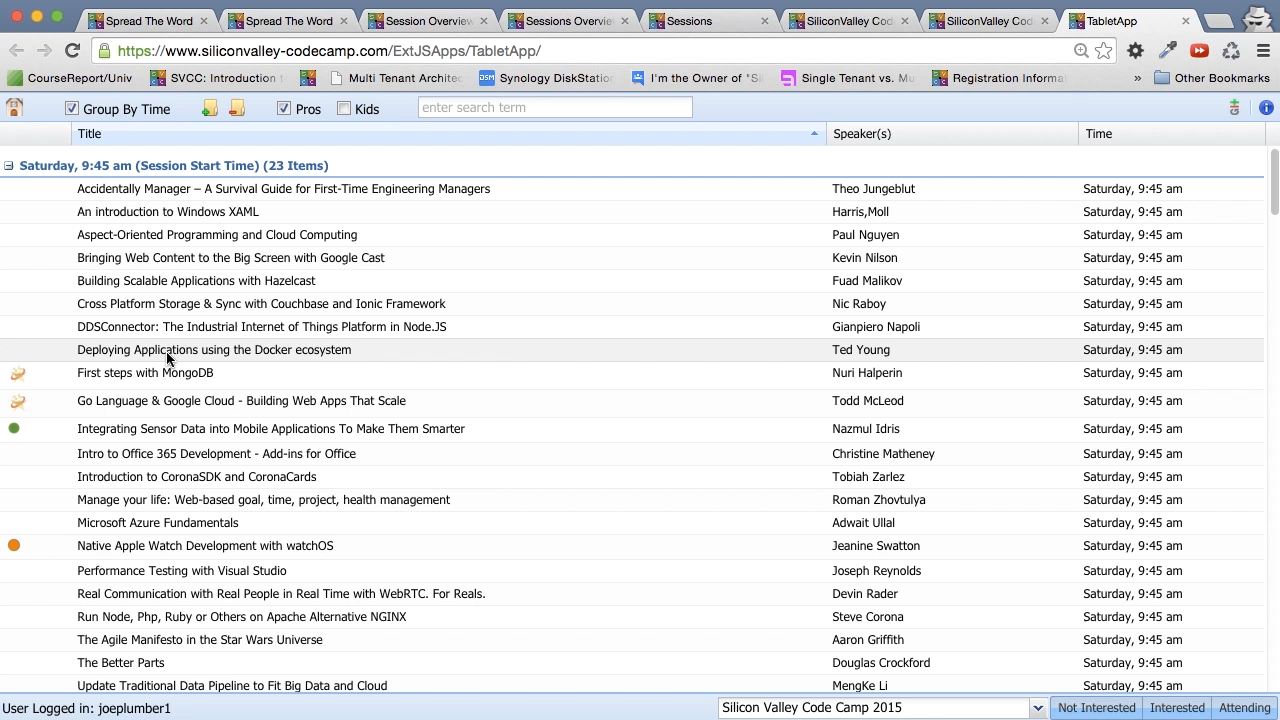 Spread The Word Spread The Word Session Overview Sessions Overvie Sessions SiliconValley Cod SiliconValley Cod TabletApp
https://www.siliconvalley-codecamp.com/ExtJSApps/TabletApp/
CourseReport/Univ SVCC: Introduction t Multi Tenant Architec Synology DiskStatio I'm the Owner of "Si Single Tenant vs. Mu Registration Informat » Other Bookmarks
Group By Time Pros Kids enter search term
Title Speaker(s) Time
Saturday, 9:45 am (Session Start Time) (23 Items)
Accidentally Manager – A Survival Guide for First-Time Engineering Managers Theo Jungeblut Saturday, 9:45 am
An introduction to Windows XAML Harris,Moll Saturday, 9:45 am
Aspect-Oriented Programming and Cloud Computing Paul Nguyen Saturday, 9:45 am
Bringing Web Content to the Big Screen with Google Cast Kevin Nilson Saturday, 9:45 am
Building Scalable Applications with Hazelcast Fuad Malikov Saturday, 9:45 am
Cross Platform Storage & Sync with Couchbase and Ionic Framework Nic Raboy Saturday, 9:45 am
DDSConnector: The Industrial Internet of Things Platform in Node.JS Gianpiero Napoli Saturday, 9:45 am
Deploying Applications using the Docker ecosystem Ted Young Saturday, 9:45 am
First steps with MongoDB Nuri Halperin Saturday, 9:45 am
Go Language & Google Cloud - Building Web Apps That Scale Todd McLeod Saturday, 9:45 am
Integrating Sensor Data into Mobile Applications To Make Them Smarter Nazmul Idris Saturday, 9:45 am
Intro to Office 365 Development - Add-ins for Office Christine Matheney Saturday, 9:45 am
Introduction to CoronaSDK and CoronaCards Tobiah Zarlez Saturday, 9:45 am
Manage your life: Web-based goal, time, project, health management Roman Zhovtulya Saturday, 9:45 am
Microsoft Azure Fundamentals Adwait Ullal Saturday, 9:45 am
Native Apple Watch Development with watchOS Jeanine Swatton Saturday, 9:45 am
Performance Testing with Visual Studio Joseph Reynolds Saturday, 9:45 am
Real Communication with Real People in Real Time with WebRTC. For Reals. Devin Rader Saturday, 9:45 am
Run Node, Php, Ruby or Others on Apache Alternative NGINX Steve Corona Saturday, 9:45 am
The Agile Manifesto in the Star Wars Universe Aaron Griffith Saturday, 9:45 am
The Better Parts Douglas Crockford Saturday, 9:45 am
Update Traditional Data Pipeline to Fit Big Data and Cloud MengKe Li Saturday, 9:45 am
User Logged in: joeplumber1 Silicon Valley Code Camp 2015 Not Interested Interested Attending